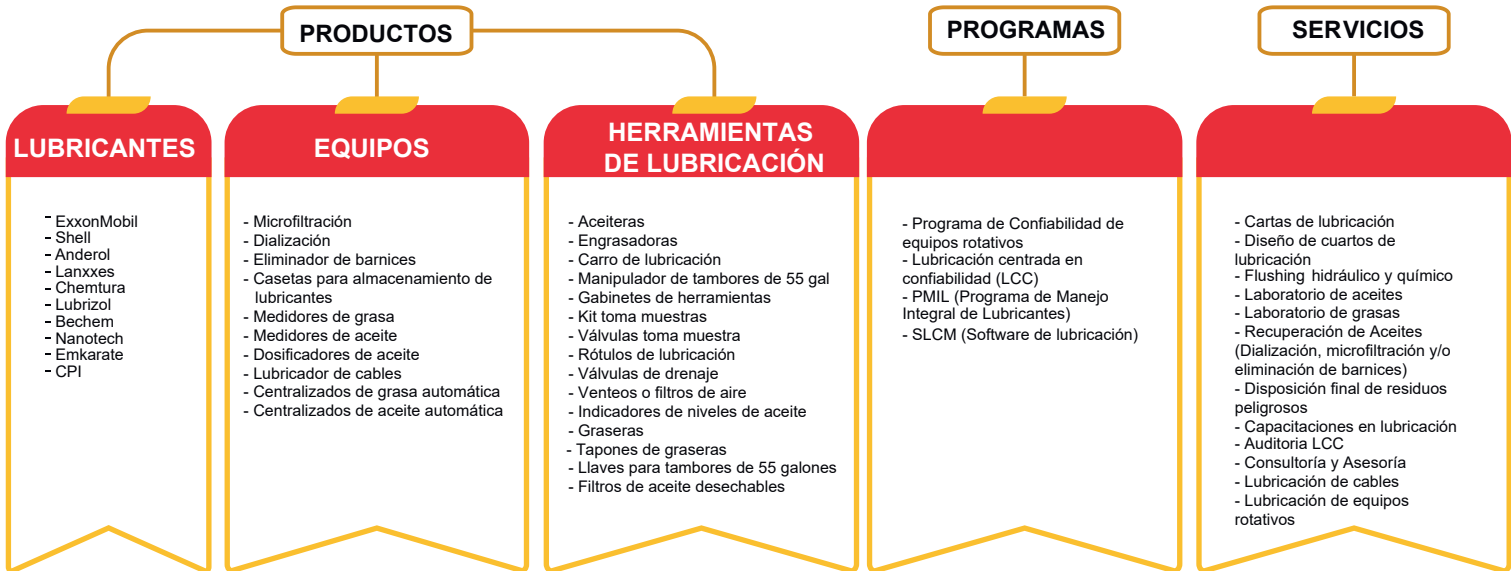 PRODUCTOS
PROGRAMAS
SERVICIOS
LUBRICANTES
- ExxonMobil
- Shell
- Anderol
- Lanxxes
- Chemtura
- Lubrizol
- Bechem
- Nanotech
- Emkarate
- CPI
EQUIPOS
- Microfiltración
- Dialización
- Eliminador de barnices
- Casetas para almacenamiento de
lubricantes
- Medidores de grasa
- Medidores de aceite
- Dosificadores de aceite
- Lubricador de cables
- Centralizados de grasa automática
- Centralizados de aceite automática
HERRAMIENTAS
DE LUBRICACIÓN
- Aceiteras
- Engrasadoras
- Carro de lubricación
- Manipulador de tambores de 55 gal
- Gabinetes de herramientas
- Kit toma muestras
- Válvulas toma muestra
- Rótulos de lubricación
- Válvulas de drenaje
- Venteos o filtros de aire
- Indicadores de niveles de aceite
- Graseras
- Tapones de graseras
- Llaves para tambores de 55 galones
- Filtros de aceite desechables
- Programa de Confiabilidad de
equipos rotativos
- Lubricación centrada en
confiabilidad (LCC)
- PMIL (Programa de Manejo
Integral de Lubricantes)
- SLCM (Software de lubricación)
- Cartas de lubricación
- Diseño de cuartos de
lubricación
- Flushing hidráulico y químico
- Laboratorio de aceites
- Laboratorio de grasas
- Recuperación de Aceites
(Dialización, microfiltración y/o
eliminación de barnices)
- Disposición final de residuos
peligrosos
- Capacitaciones en lubricación
- Auditoria LCC
- Consultoría y Asesoría
- Lubricación de cables
- Lubricación de equipos
rotativos